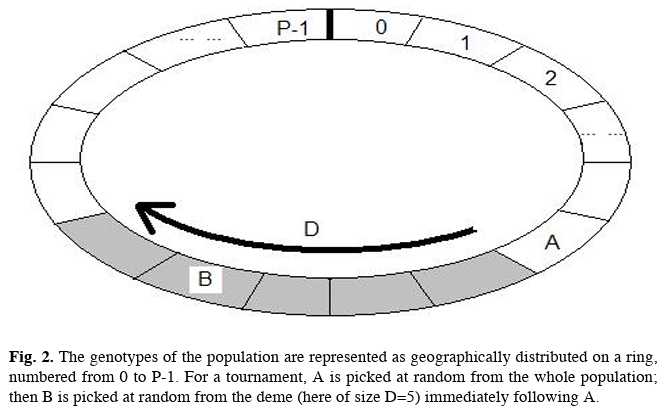 P-1
0
1
2
... ...
... ...
A
D
B
Fig. 2. The genotypes of the population are represented as geographically distributed on a ring,
numbered from 0 to P-1. For a tournament, A is picked at random from the whole population;
then B is picked at random from the deme (here of size D=5) immediately following A.